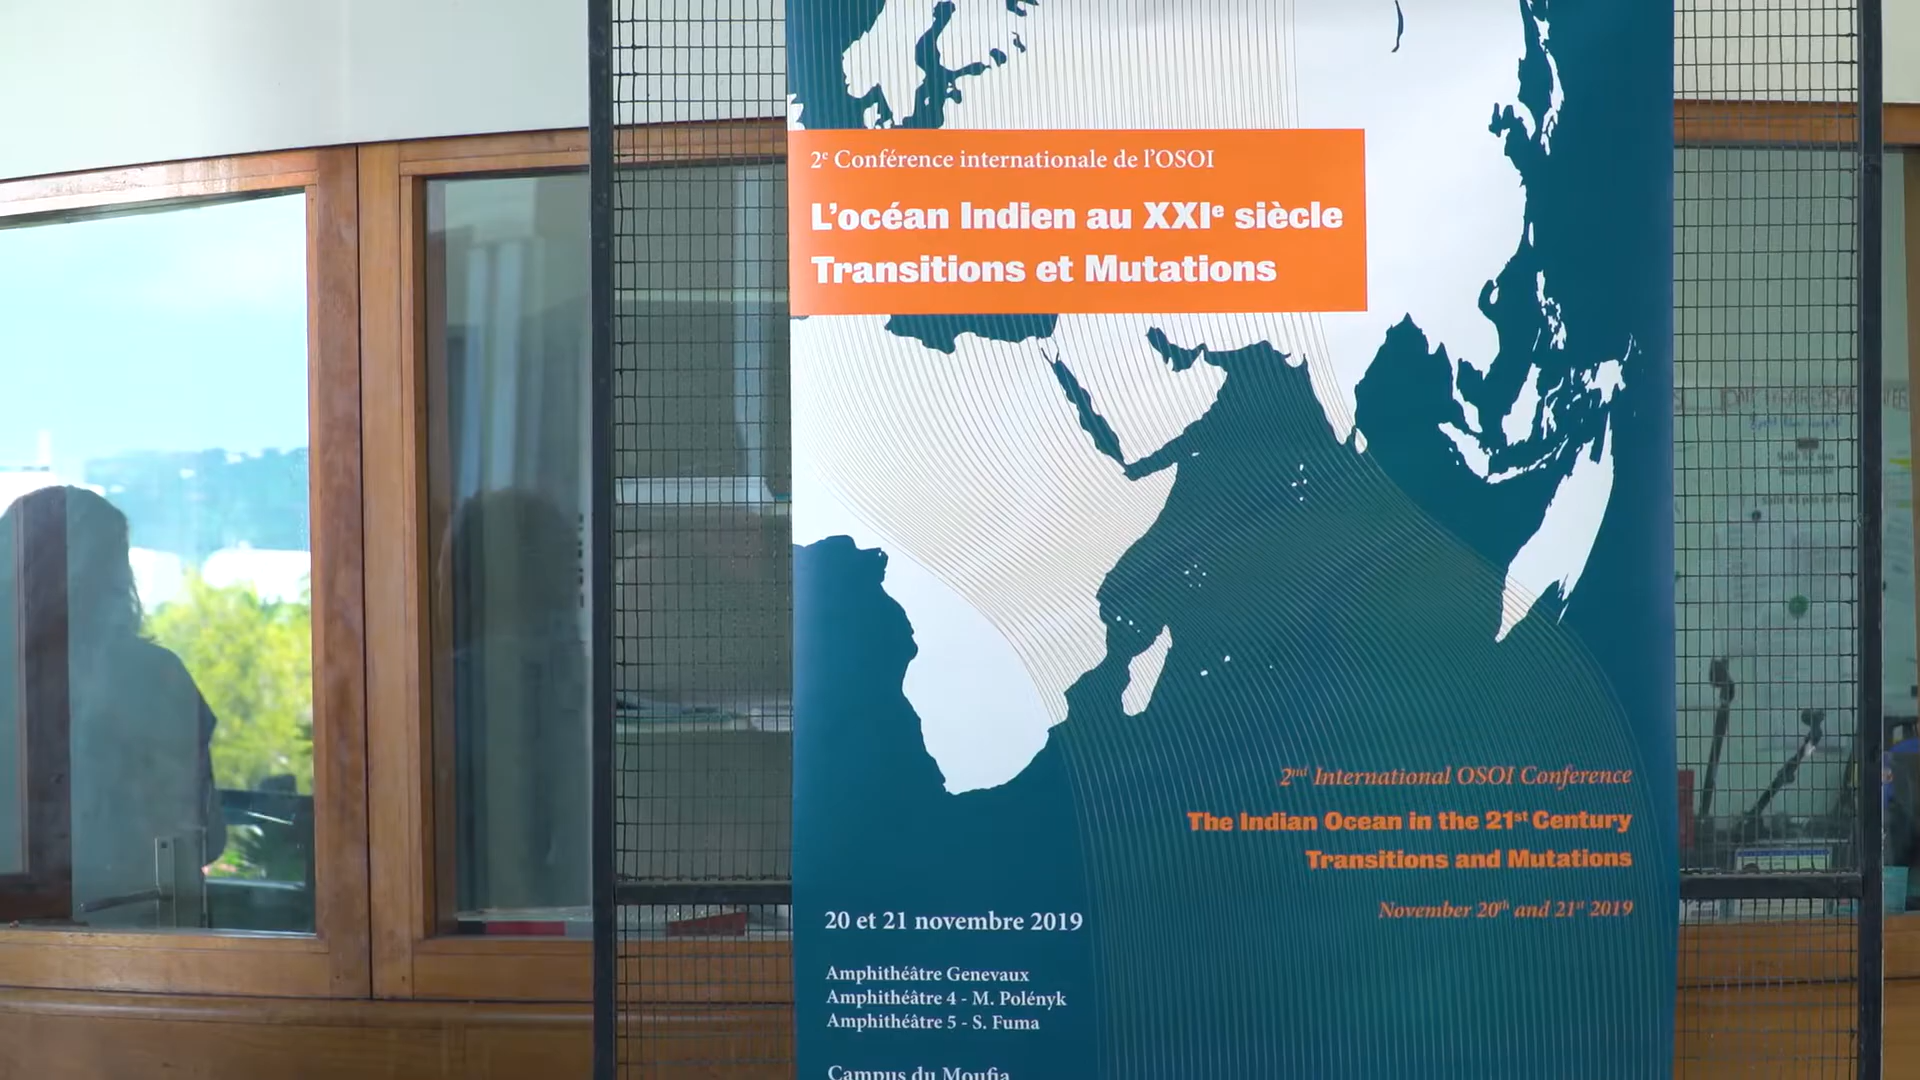 2e Conférence internationale de l'OSOI
L'océan Indien au XXIe siècle
Transitions et Mutations
2nd International OSOI Conference
The Indian Ocean in the 21st Century
Transitions and Mutations
November 20th and 21st 2019
20 et 21 novembre 2019
Amphithéâtre Genevaux
Amphithéâtre 4 - M. Polényk
Amphithéâtre 5 - S. Fuma
Campus du Moufia